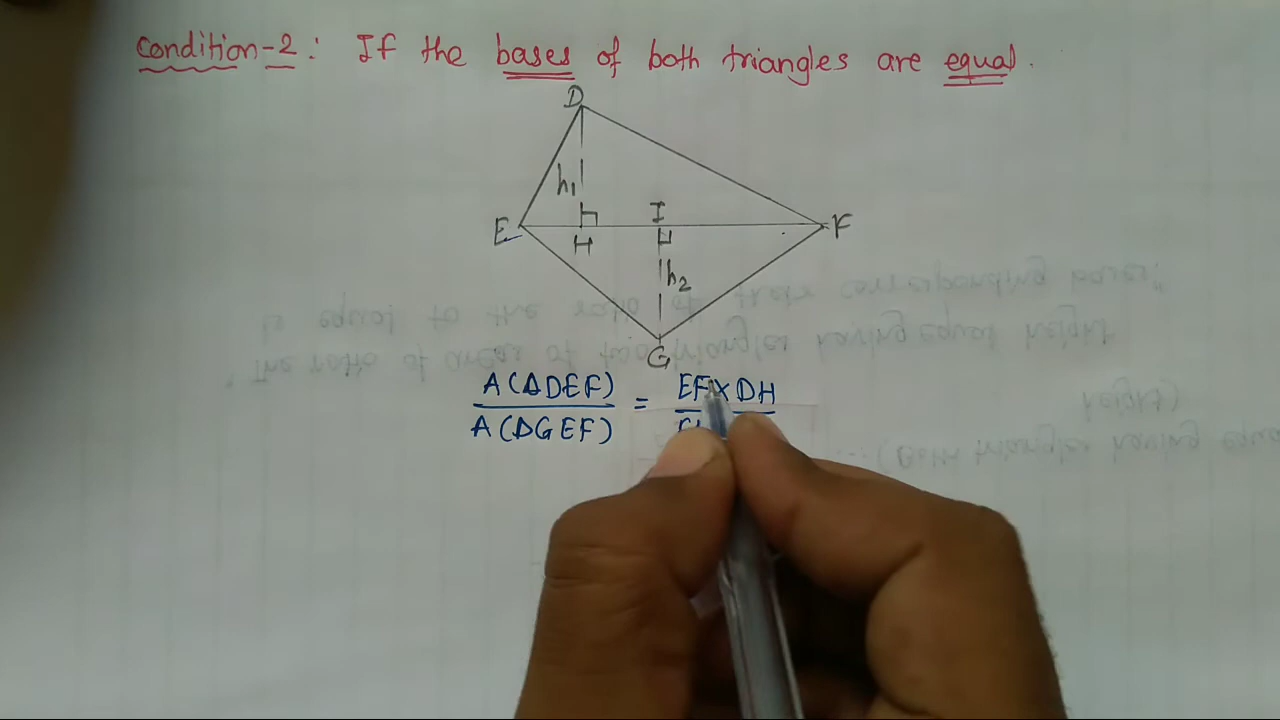 Condition-2: If the bases of both triangles are equal.
D
h1
E I F
H
h2
G
A(ΔDEF) = EF×DH
A(ΔGEF)